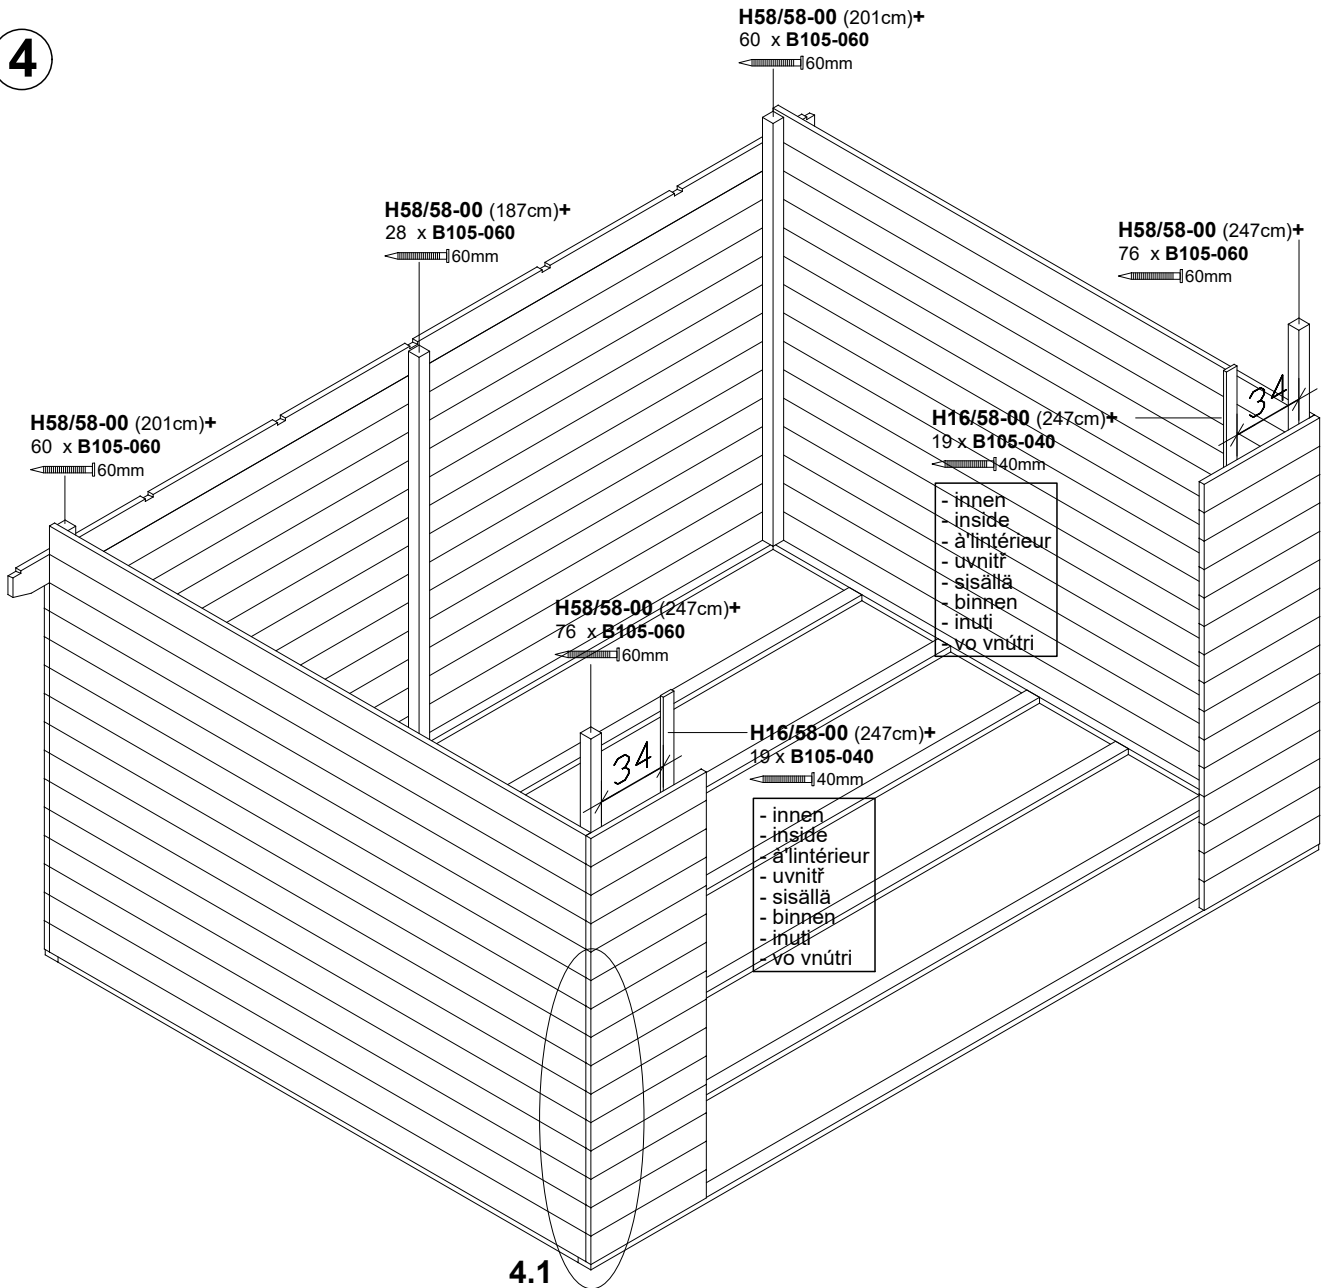 4
H58/58-00 (201cm)+
60 x B105-060
60mm
H58/58-00 (187cm)+
28 x B105-060
60mm
H58/58-00 (247cm)+
76 x B105-060
60mm
H58/58-00 (201cm)+
60 x B105-060
60mm
34
H16/58-00 (247cm)+
19 x B105-040
40mm
- innen
- inside
- à'lintérieur
- uvnitř
- sisällä
- binnen
- inuti
- vo vnútri
H58/58-00 (247cm)+
76 x B105-060
60mm
34
H16/58-00 (247cm)+
19 x B105-040
40mm
- innen
- inside
- à'lintérieur
- uvnitř
- sisällä
- binnen
- inuti
- vo vnútri
4.1